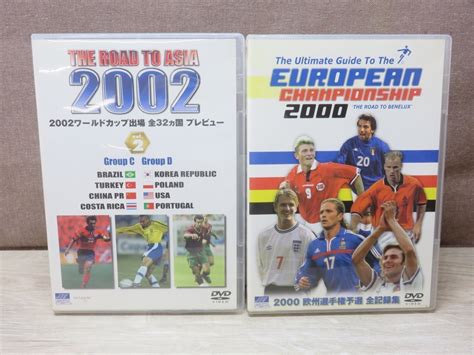 THE ROAD TO ASIA
2002
2002ワールドカップ出場 全32ヵ国 プレビュー
2
Group C Group D
BRAZIL KOREA REPUBLIC
TURKEY POLAND
CHINA PR USA
COSTA RICA PORTUGAL
DVD
VIDEO
The Ultimate Guide To The
EUROPEAN
CHAMPIONSHIP
2000 THE ROAD TO BENELUX
20
9
7
17
2000 欧州選手権予選 全記録集
DVD
VIDEO